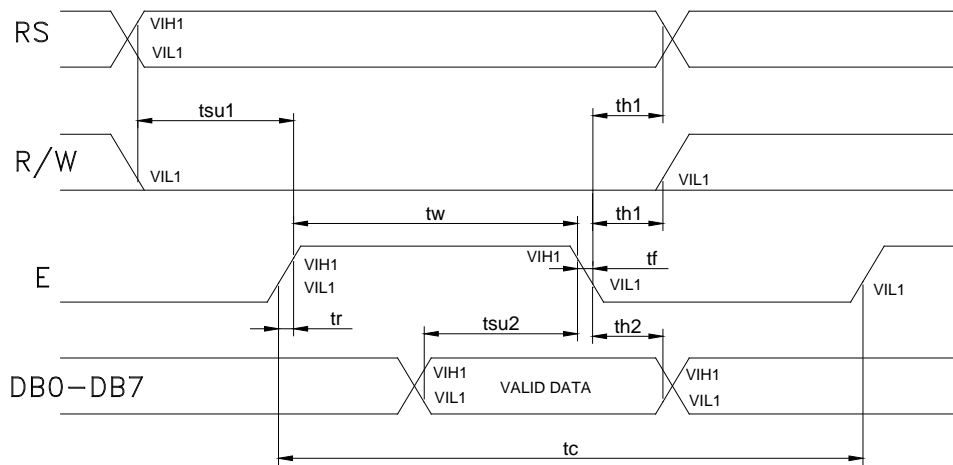 RS
VIH1
VIL1
tsu1
th1
R/W
VIL1
VIL1
tw
th1
E
VIH1
VIL1
VIH1
tf
VIL1
VIL1
tr
tsu2
th2
DB0-DB7
VIH1
VIL1
VALID DATA
VIH1
VIL1
tc